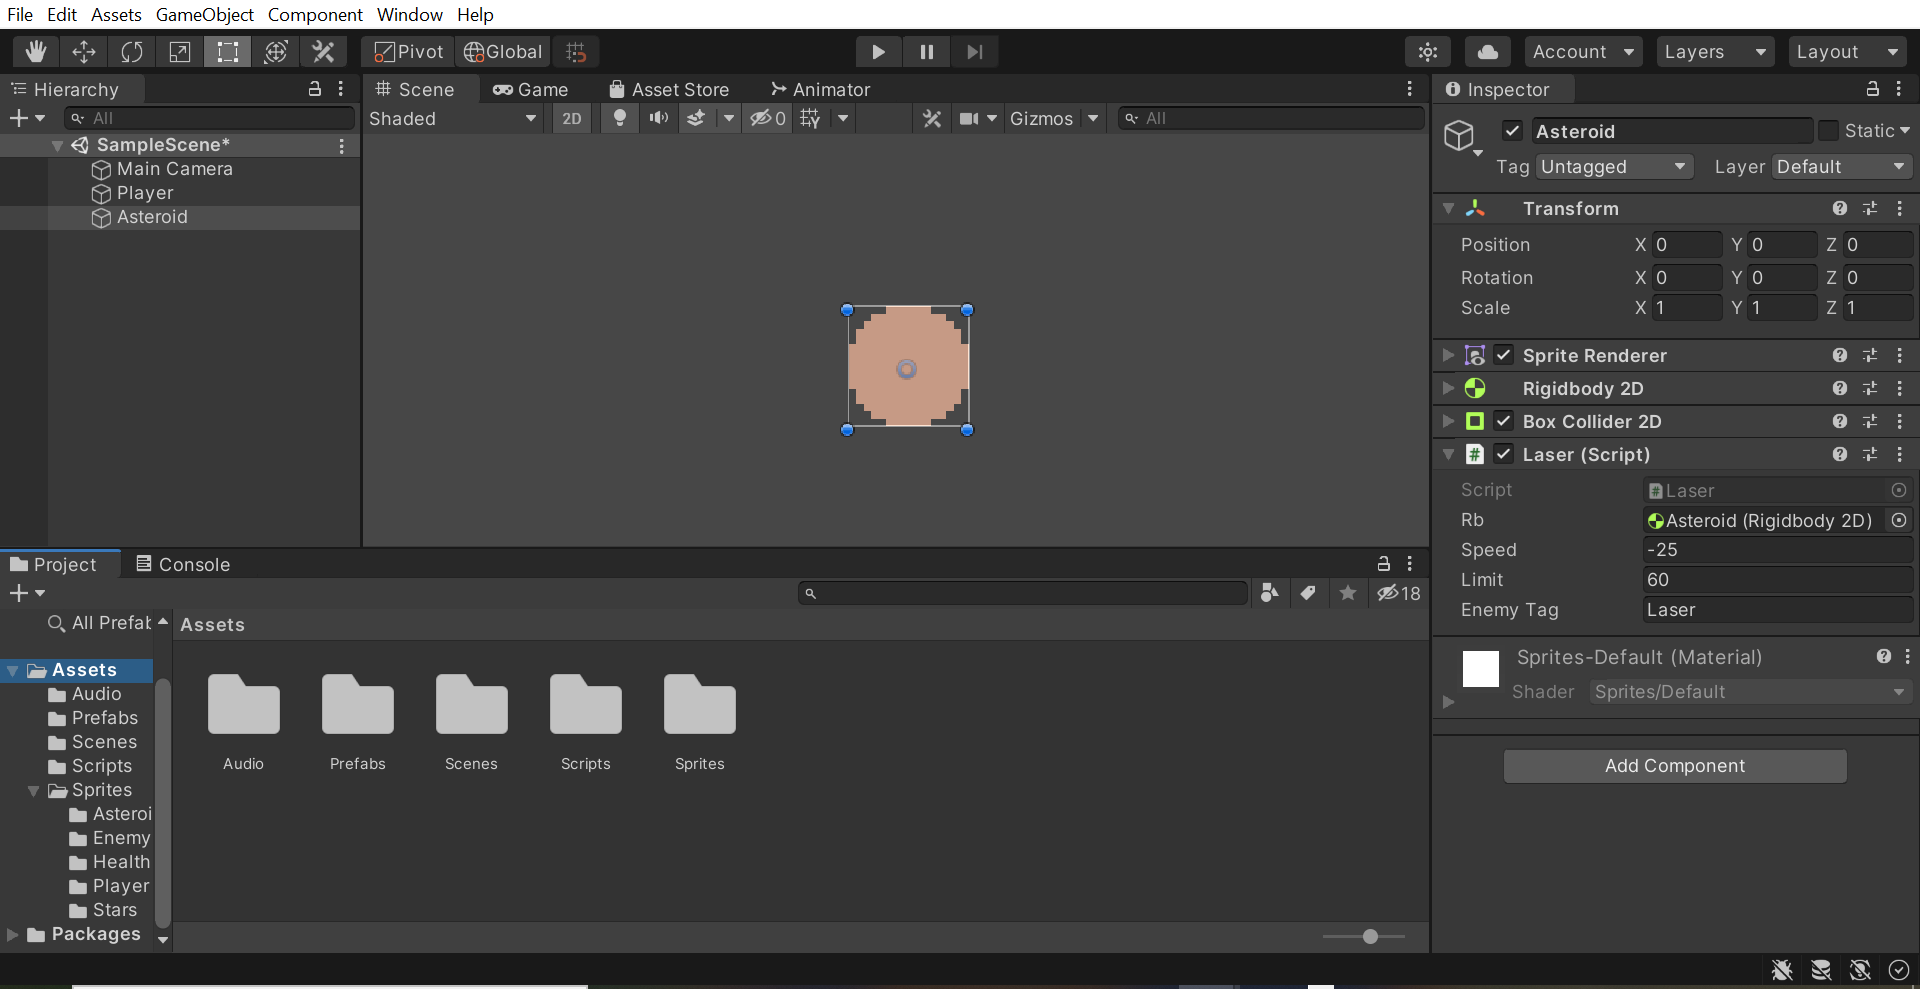 File Edit Assets GameObject Component Window Help
Pivot Global Account Layers Layout
Hierarchy
All
SampleScene*
Main Camera
Player
Asteroid
Scene Game Asset Store Animator
Shaded 2D 0 Gizmos All
Project Console
18
All Prefab
Assets
Audio
Prefabs
Scenes
Scripts
Sprites
Asteroi
Enemy
Health
Player
Stars
Packages
Assets
Audio Prefabs Scenes Scripts Sprites
Inspector
Asteroid Static
Tag Untagged Layer Default
Transform
Position X 0 Y 0 Z 0
Rotation X 0 Y 0 Z 0
Scale X 1 Y 1 Z 1
Sprite Renderer
Rigidbody 2D
Box Collider 2D
# Laser (Script)
Script # Laser
Rb Asteroid (Rigidbody 2D)
Speed -25
Limit 60
Enemy Tag Laser
Sprites-Default (Material)
Shader Sprites/Default
Add Component